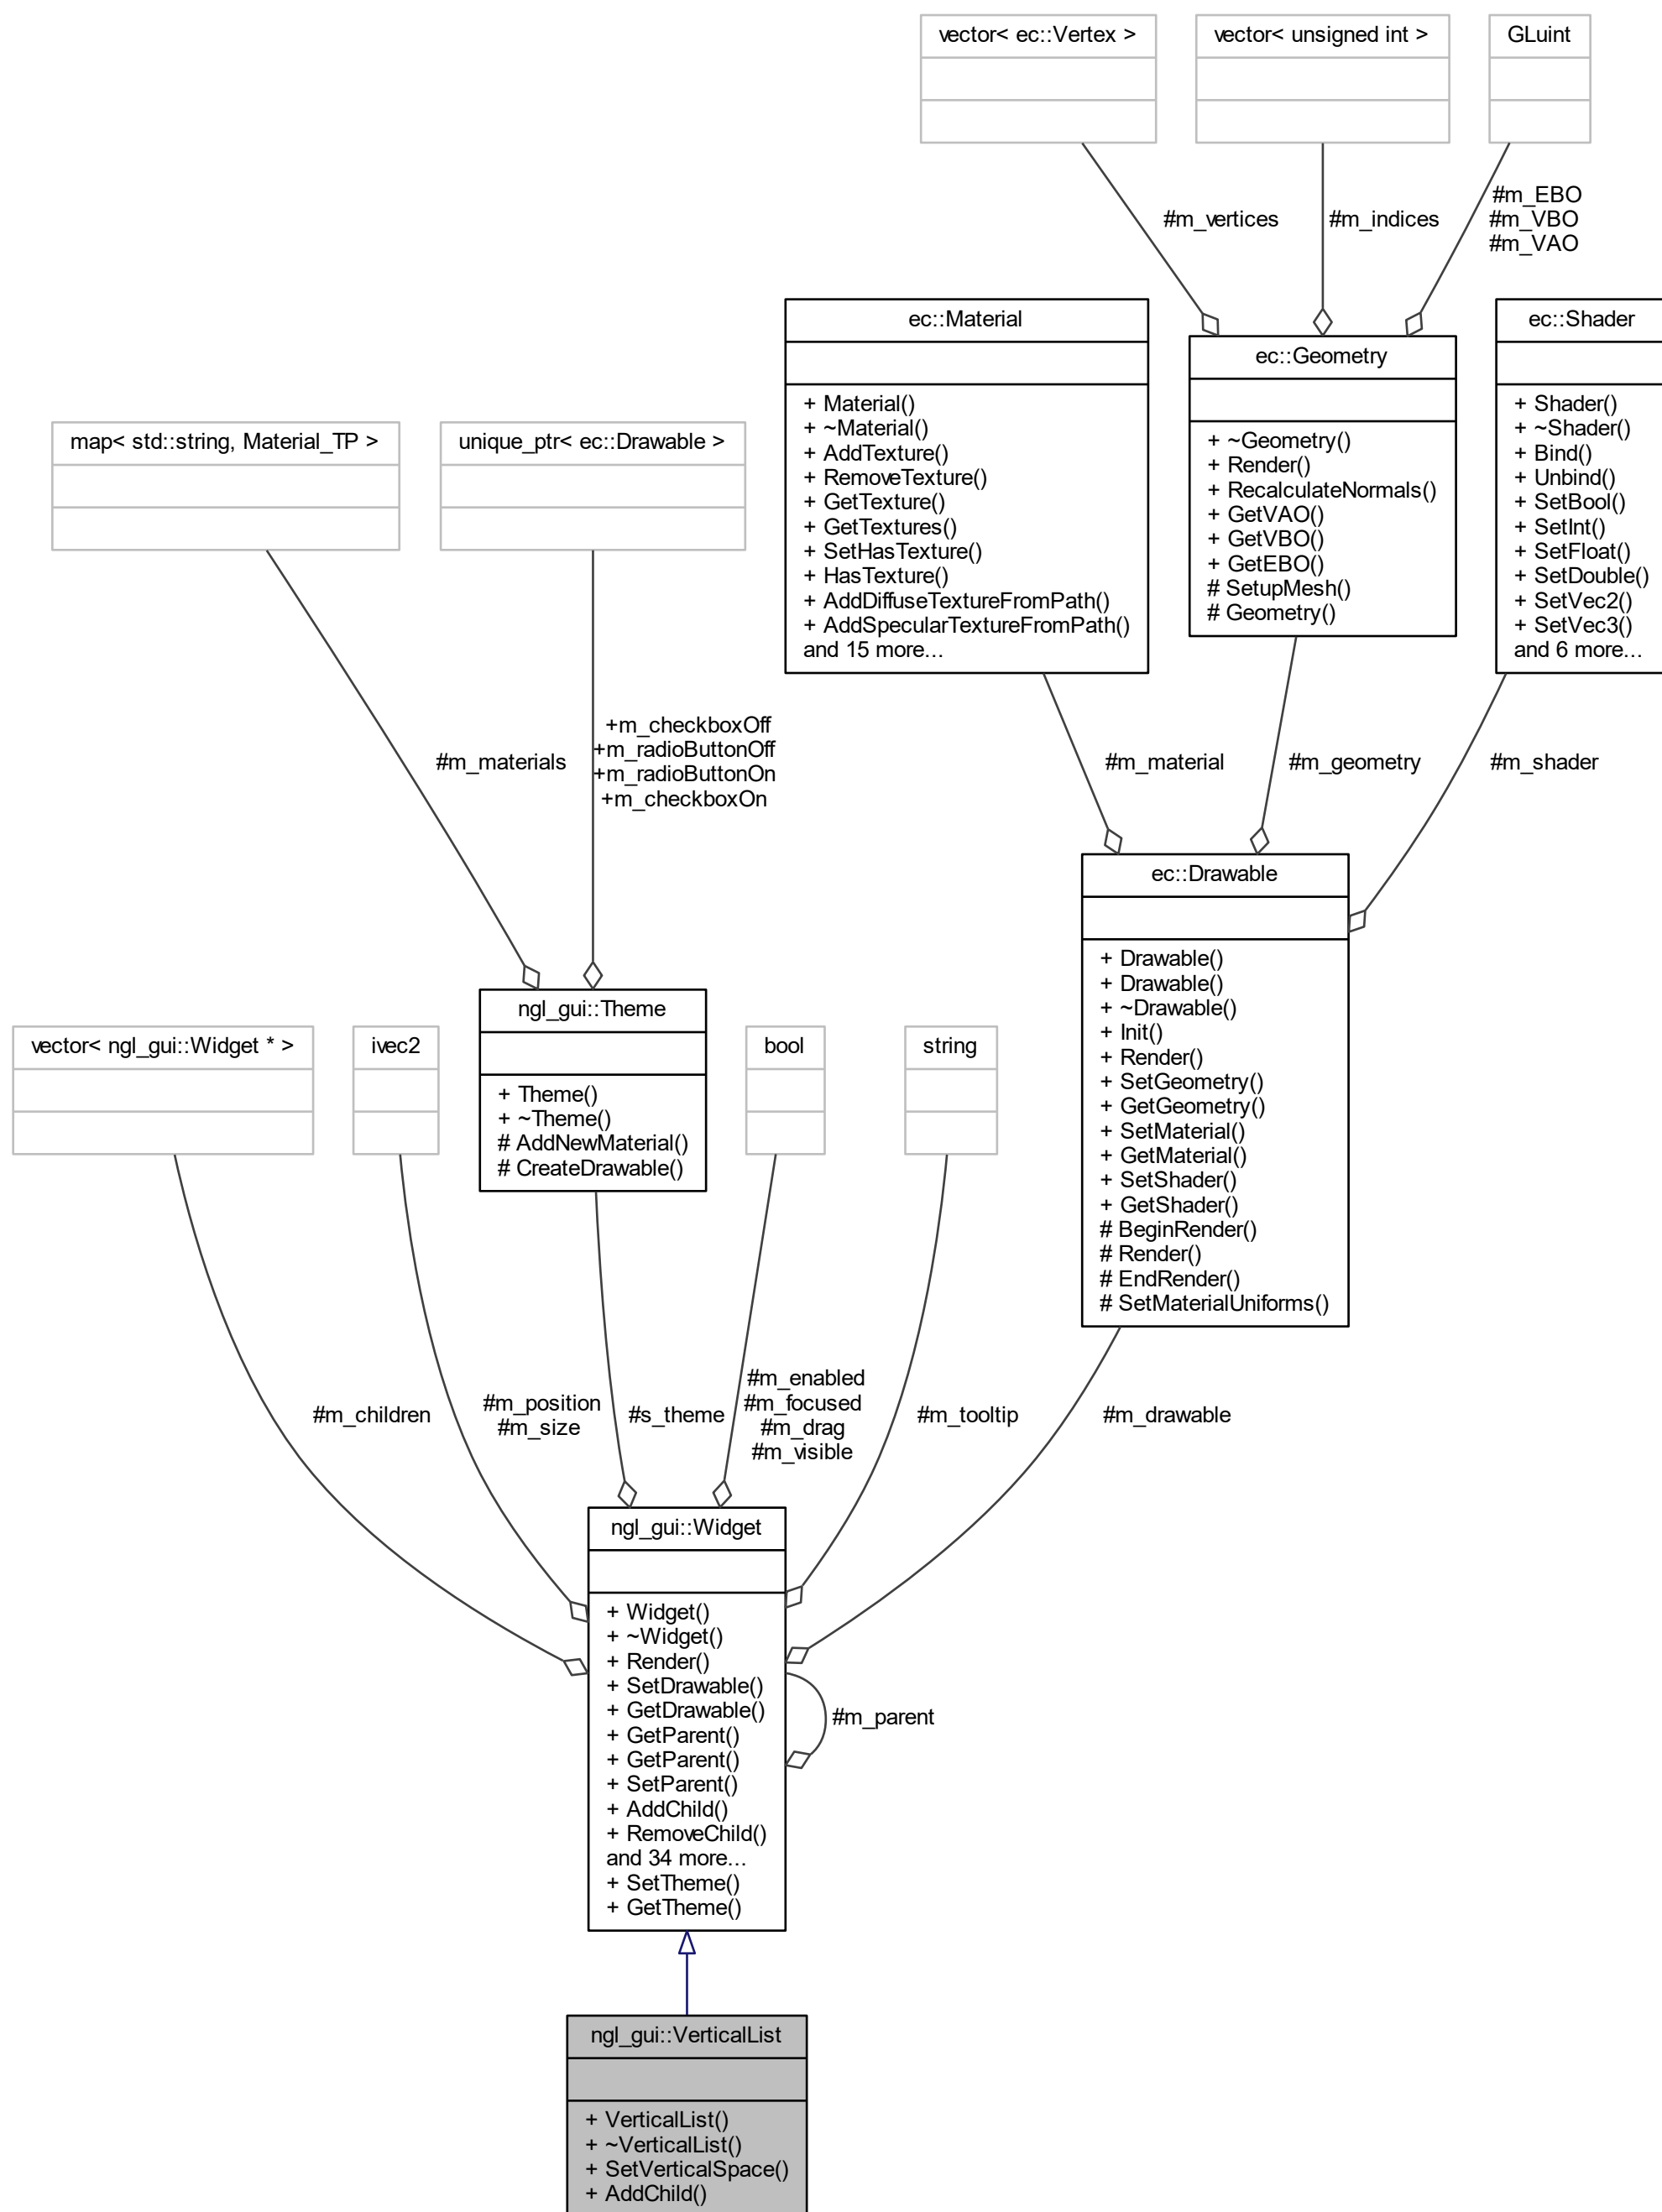 vector< ec::Vertex >
vector< unsigned int >
GLuint
#m_vertices
#m_indices
#m_EBO
#m_VBO
#m_VAO
ec::Material
+ Material()
+ ~Material()
+ AddTexture()
+ RemoveTexture()
+ GetTexture()
+ GetTextures()
+ SetHasTexture()
+ HasTexture()
+ AddDiffuseTextureFromPath()
+ AddSpecularTextureFromPath()
and 15 more...
ec::Geometry
+ ~Geometry()
+ Render()
+ RecalculateNormals()
+ GetVAO()
+ GetVBO()
+ GetEBO()
# SetupMesh()
# Geometry()
ec::Shader
+ Shader()
+ ~Shader()
+ Bind()
+ Unbind()
+ SetBool()
+ SetInt()
+ SetFloat()
+ SetDouble()
+ SetVec2()
+ SetVec3()
and 6 more...
map< std::string, Material_TP >
unique_ptr< ec::Drawable >
#m_materials
+m_checkboxOff
+m_radioButtonOff
+m_radioButtonOn
+m_checkboxOn
#m_material
#m_geometry
#m_shader
ec::Drawable
+ Drawable()
+ Drawable()
+ ~Drawable()
+ Init()
+ Render()
+ SetGeometry()
+ GetGeometry()
+ SetMaterial()
+ GetMaterial()
+ SetShader()
+ GetShader()
# BeginRender()
# Render()
# EndRender()
# SetMaterialUniforms()
vector< ngl_gui::Widget * >
ivec2
ngl_gui::Theme
+ Theme()
+ ~Theme()
# AddNewMaterial()
# CreateDrawable()
bool
string
#m_children
#m_position
#m_size
#s_theme
#m_enabled
#m_focused
#m_drag
#m_visible
#m_tooltip
#m_drawable
ngl_gui::Widget
+ Widget()
+ ~Widget()
+ Render()
+ SetDrawable()
+ GetDrawable()
+ GetParent()
+ GetParent()
+ SetParent()
+ AddChild()
+ RemoveChild()
and 34 more...
+ SetTheme()
+ GetTheme()
#m_parent
ngl_gui::VerticalList
+ VerticalList()
+ ~VerticalList()
+ SetVerticalSpace()
+ AddChild()